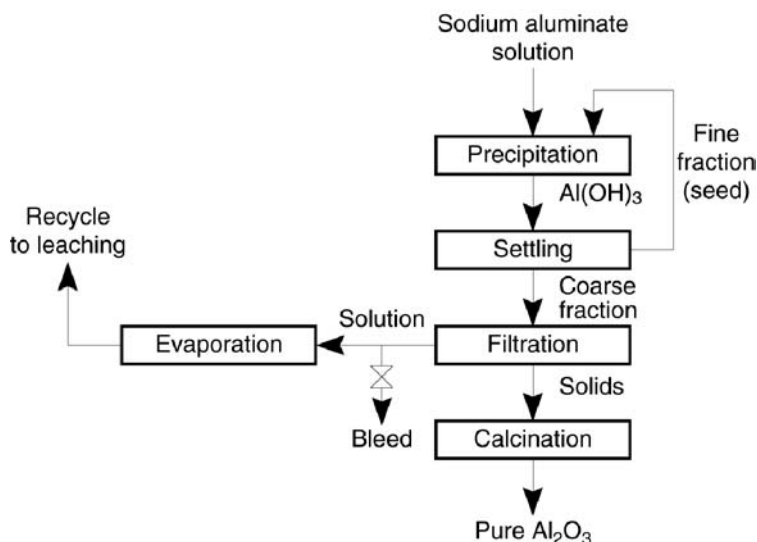 Sodium aluminate
solution
Precipitation
Fine
fraction
(seed)
Al(OH)₃
Recycle
to leaching
Settling
Coarse
fraction
Solution
Evaporation
Filtration
Solids
Bleed
Calcination
Pure Al₂O₃